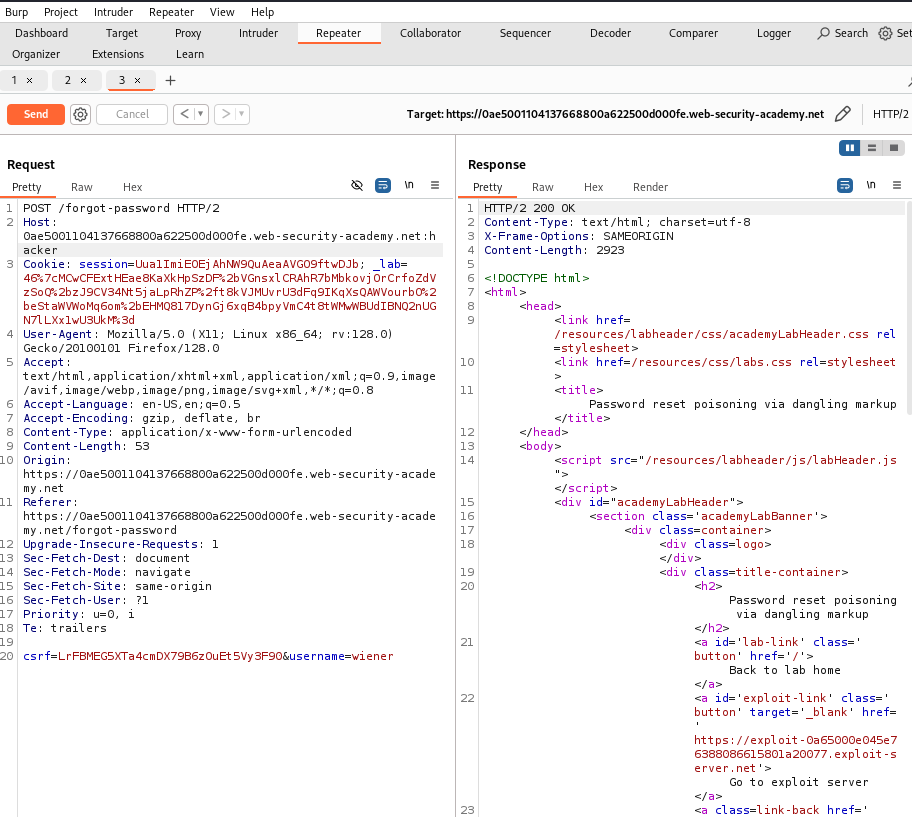 Burp Project Intruder Repeater View Help
Dashboard Target Proxy Intruder Repeater Collaborator Sequencer Decoder Comparer Logger Search Set
Organizer Extensions Learn
1 × 2 × 3 × +
Send Cancel < > Target: https://0ae5001104137668800a622500d000fe.web-security-academy.net HTTP/2
Request
Pretty Raw Hex \n
1 POST /forgot-password HTTP/2
2 Host:
0ae5001104137668800a622500d000fe.web-security-academy.net:h
acker
3 Cookie: session=Uua1ImiEOEjAhNW9QuAeaAVGO9ftwDJb; _lab=
46%7cMCwCFExtHEae8KaXkHpSzDF%2bVGnsxlCRAhR7bMbkovjOrCrfoZdV
zSoQ%2bzJ9CV34Nt5jaLpRhZP%2ft8kVJMUvrU3dFq9IKqXsQAWVourbO%2
beStaWVWoMq6om%2bEHMQ817DynGj6xqB4bpyVmC4t8tWMwWBUdIBNQ2nUG
N7lLXx1wU3UkM%3d
4 User-Agent: Mozilla/5.0 (X11; Linux x86_64; rv:128.0)
Gecko/20100101 Firefox/128.0
5 Accept:
text/html,application/xhtml+xml,application/xml;q=0.9,image
/avif,image/webp,image/png,image/svg+xml,*/*;q=0.8
6 Accept-Language: en-US,en;q=0.5
7 Accept-Encoding: gzip, deflate, br
8 Content-Type: application/x-www-form-urlencoded
9 Content-Length: 53
10 Origin:
https://0ae5001104137668800a622500d000fe.web-security-acade
my.net
11 Referer:
https://0ae5001104137668800a622500d000fe.web-security-acade
my.net/forgot-password
12 Upgrade-Insecure-Requests: 1
13 Sec-Fetch-Dest: document
14 Sec-Fetch-Mode: navigate
15 Sec-Fetch-Site: same-origin
16 Sec-Fetch-User: ?1
17 Priority: u=0, i
18 Te: trailers
19
20 csrf=LrFBMEG5XTa4cmDX79B6zOuEt5Vy3F90&username=wiener
Response
Pretty Raw Hex Render \n
1 HTTP/2 200 OK
2 Content-Type: text/html; charset=utf-8
3 X-Frame-Options: SAMEORIGIN
4 Content-Length: 2923
5
6 <!DOCTYPE html>
7 <html>
8 <head>
9 <link href=
/resources/labheader/css/academyLabHeader.css rel
=stylesheet>
10 <link href=/resources/css/labs.css rel=stylesheet
>
11 <title>
Password reset poisoning via dangling markup
</title>
12 </head>
13 <body>
14 <script src="/resources/labheader/js/labHeader.js
">
</script>
15 <div id="academyLabHeader">
16 <section class='academyLabBanner'>
17 <div class=container>
18 <div class=logo>
</div>
19 <div class=title-container>
20 <h2>
Password reset poisoning
via dangling markup
</h2>
21 <a id='lab-link' class='
button' href='/'>
Back to lab home
</a>
22 <a id='exploit-link' class='
button' target='_blank' href=
'
https://exploit-0a65000e045e7
6388086615801a20077.exploit-s
erver.net'>
Go to exploit server
</a>
23 <a class=link-back href='